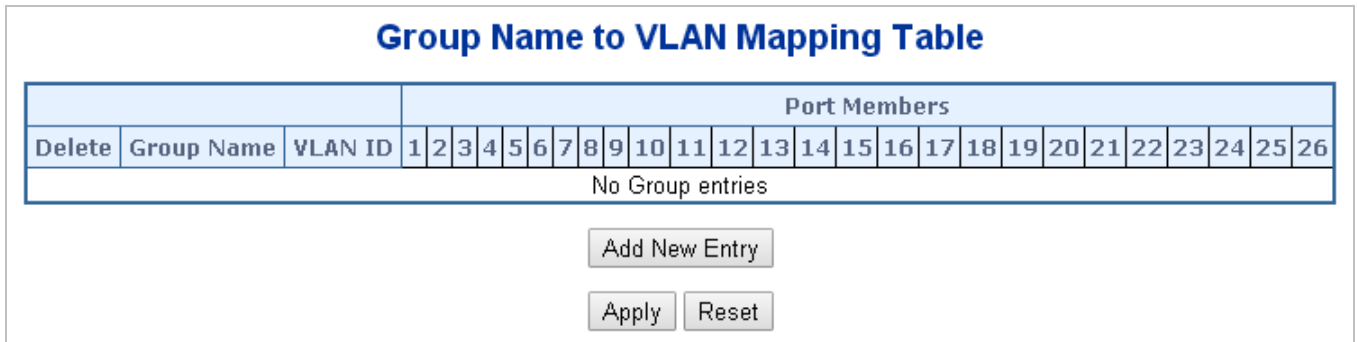 Group Name to VLAN Mapping Table
Port Members
Delete Group Name VLAN ID 1 2 3 4 5 6 7 8 9 10 11 12 13 14 15 16 17 18 19 20 21 22 23 24 25 26
No Group entries
Add New Entry
Apply Reset